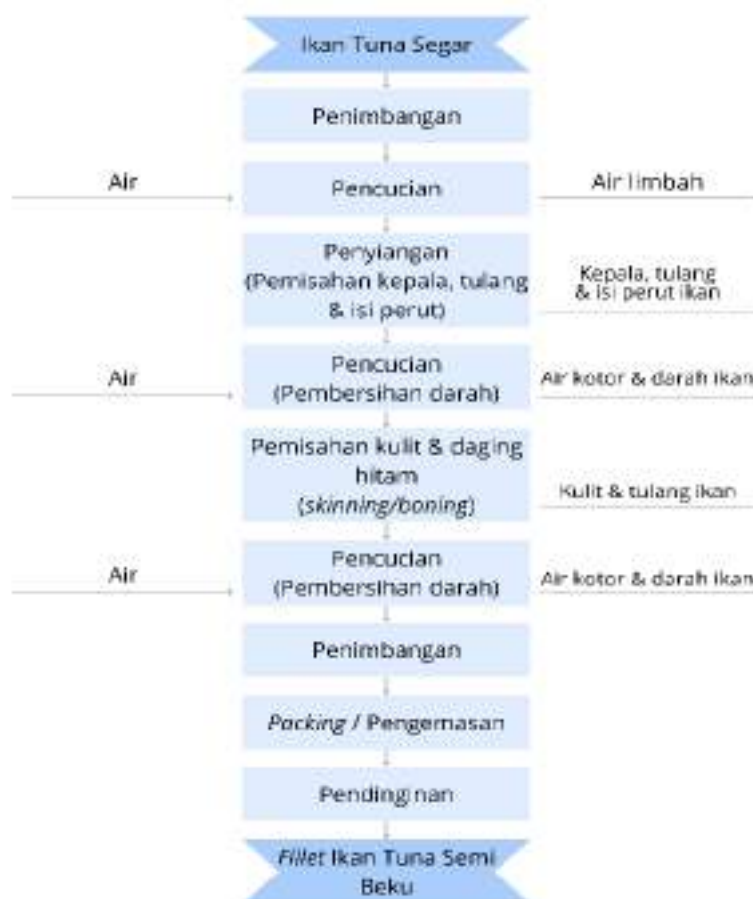 Ikan Tuna Segar
Penimbangan
Air
Pencucian
Air limbah
Penyiangan
(Pemisahan kepala, tulang
& isi perut)
Kepala, tulang
& isi perut ikan
Air
Pencucian
(Pembersihan darah)
Air kotor & darah ikan
Pemisahan kulit & daging
hitam
(skinning/boning)
Kulit & tulang ikan
Air
Pencucian
(Pembersihan darah)
Air kotor & darah ikan
Penimbangan
Packing / Pengemasan
Pendinginan
Fillet Ikan Tuna Semi
Beku